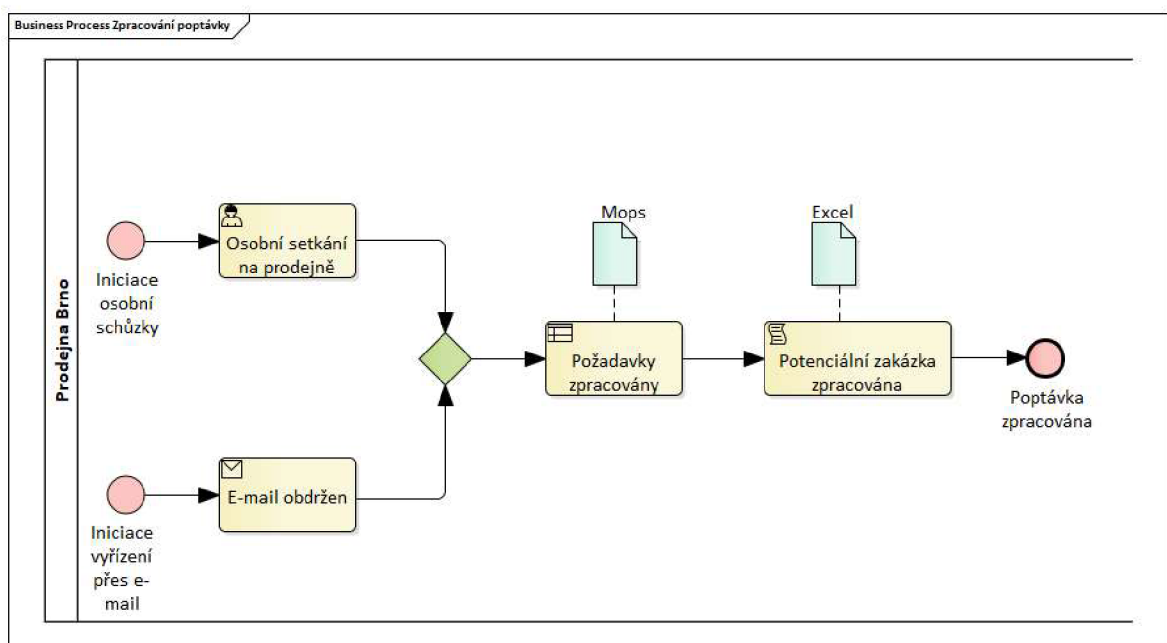 Business Process Zpracování poptávky
Prodejna Brno
Iniciace
osobní
schůzky
Osobní setkání
na prodejně
Iniciace
vyřízení
přes e-
mail
E-mail obdržen
Mops
Požadavky
zpracovány
Excel
Potenciální zakázka
zpracována
Poptávka
zpracována